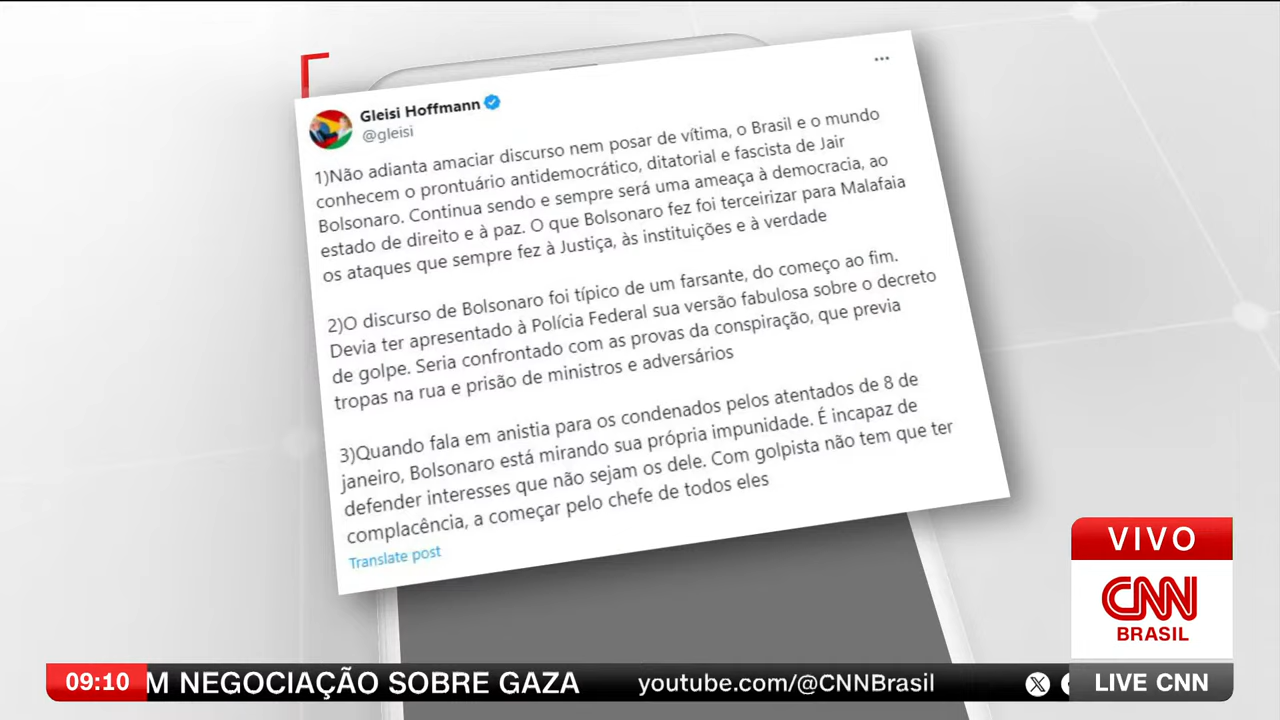 Gleisi Hoffmann
@gleisi
1)Não adianta amaciar discurso nem posar de vítima, o Brasil e o mundo
conhecem o prontuário antidemocrático, ditatorial e fascista de Jair
Bolsonaro. Continua sendo e sempre será uma ameaça à democracia, ao
estado de direito e à paz. O que Bolsonaro fez foi terceirizar para Malafaia
os ataques que sempre fez à Justiça, às instituições e à verdade
2)O discurso de Bolsonaro foi típico de um farsante, do começo ao fim.
Devia ter apresentado à Polícia Federal sua versão fabulosa sobre o decreto
de golpe. Seria confrontado com as provas da conspiração, que previa
tropas na rua e prisão de ministros e adversários
3)Quando fala em anistia para os condenados pelos atentados de 8 de
janeiro, Bolsonaro está mirando sua própria impunidade. É incapaz de
defender interesses que não sejam os dele. Com golpista não tem que ter
complacência, a começar pelo chefe de todos eles
Translate post
VIVO
CNN
BRASIL
09:10 M NEGOCIAÇÃO SOBRE GAZA youtube.com/@CNNBrasil LIVE CNN